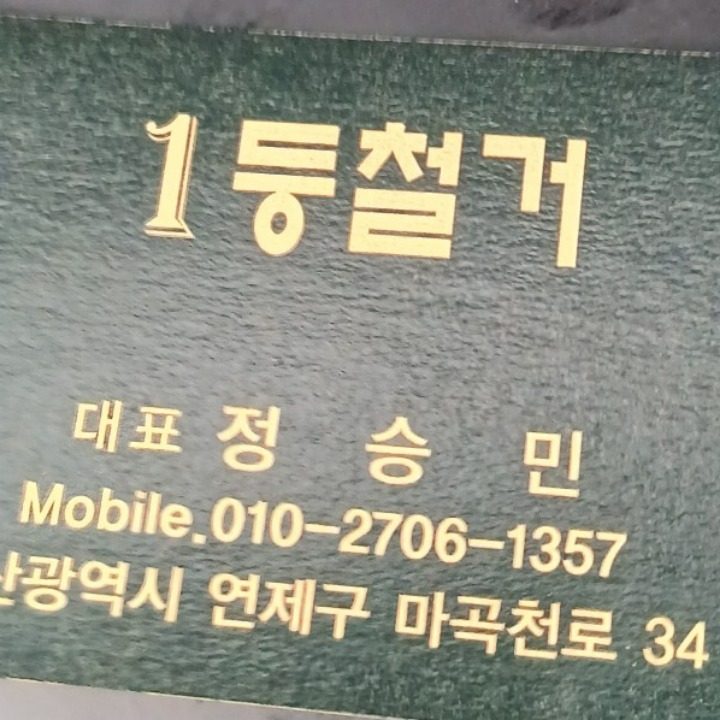 1등철거
대표 정 승 민
Mobile.010-2706-1357
산광역시 연제구 마곡천로 34